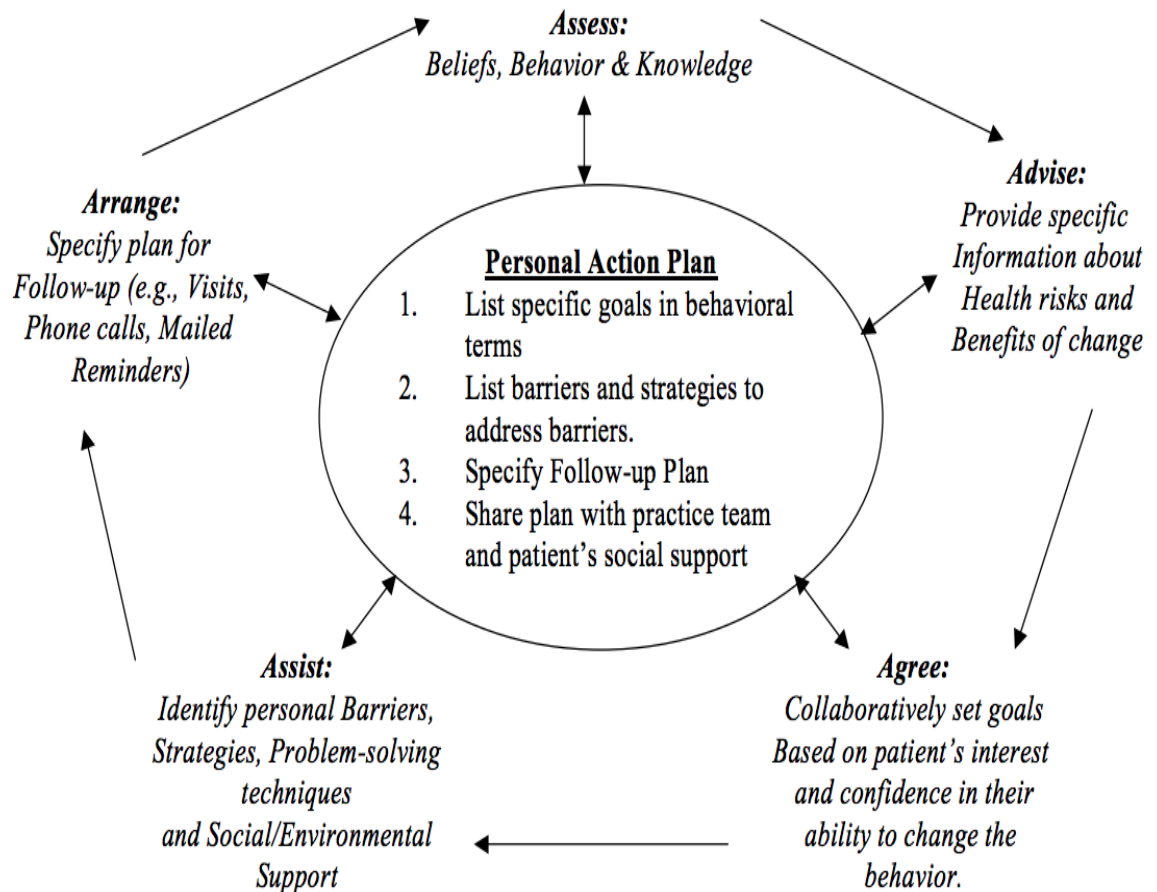 Assess:
Beliefs, Behavior & Knowledge
Advise:
Provide specific
Information about
Health risks and
Benefits of change
Agree:
Collaboratively set goals
Based on patient's interest
and confidence in their
ability to change the
behavior.
Assist:
Identify personal Barriers,
Strategies, Problem-solving
techniques
and Social/Environmental
Support
Arrange:
Specify plan for
Follow-up (e.g., Visits,
Phone calls, Mailed
Reminders)
Personal Action Plan
1. List specific goals in behavioral
terms
2. List barriers and strategies to
address barriers.
3. Specify Follow-up Plan
4. Share plan with practice team
and patient's social support